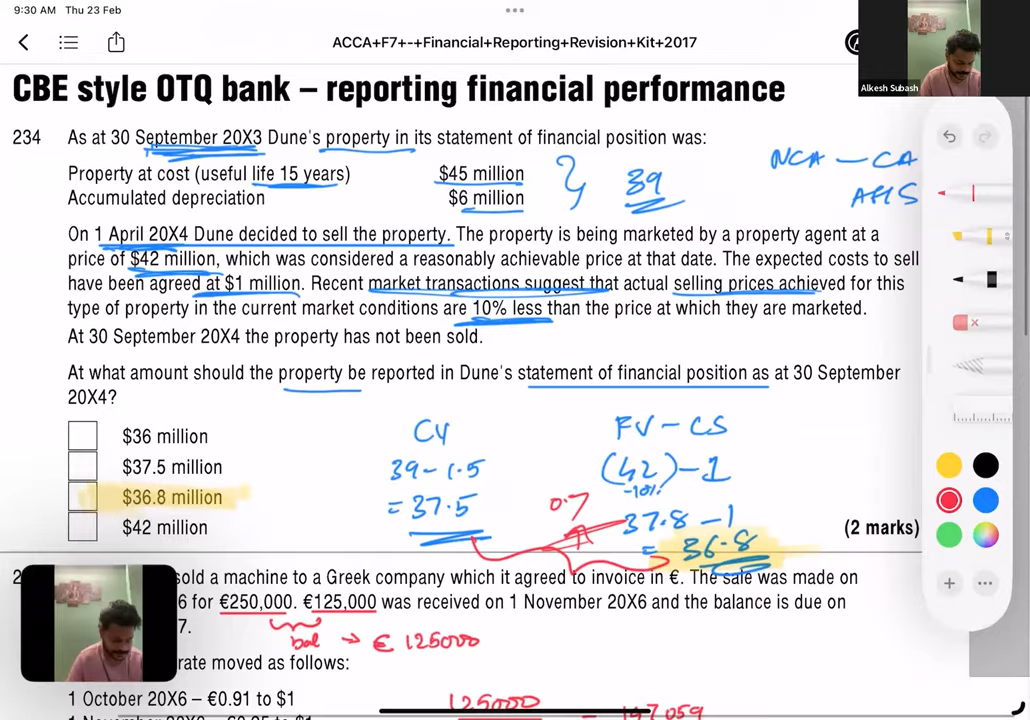 9:30 AM Thu 23 Feb
ACCA+F7+-+Financial+Reporting+Revision+Kit+2017
Alkesh Subash
CBE style OTQ bank – reporting financial performance
234 As at 30 September 20X3 Dune's property in its statement of financial position was:
Property at cost (useful life 15 years) $45 million
Accumulated depreciation $6 million
39
NCA – CA
AHS
On 1 April 20X4 Dune decided to sell the property. The property is being marketed by a property agent at a
price of $42 million, which was considered a reasonably achievable price at that date. The expected costs to sell
have been agreed at $1 million. Recent market transactions suggest that actual selling prices achieved for this
type of property in the current market conditions are 10% less than the price at which they are marketed.
At 30 September 20X4 the property has not been sold.
At what amount should the property be reported in Dune's statement of financial position as at 30 September
20X4?
$36 million
$37.5 million
$36.8 million
$42 million
CV
39 – 1.5
= 37.5
FV – CS
(42) – 1
-10%
0.7
37.8 – 1
= 36.8
(2 marks)
2
sold a machine to a Greek company which it agreed to invoice in €. The sale was made on
6 for €250,000. €125,000 was received on 1 November 20X6 and the balance is due on
7.
bal → € 125000
rate moved as follows:
1 October 20X6 – €0.91 to $1
125000
= 197059